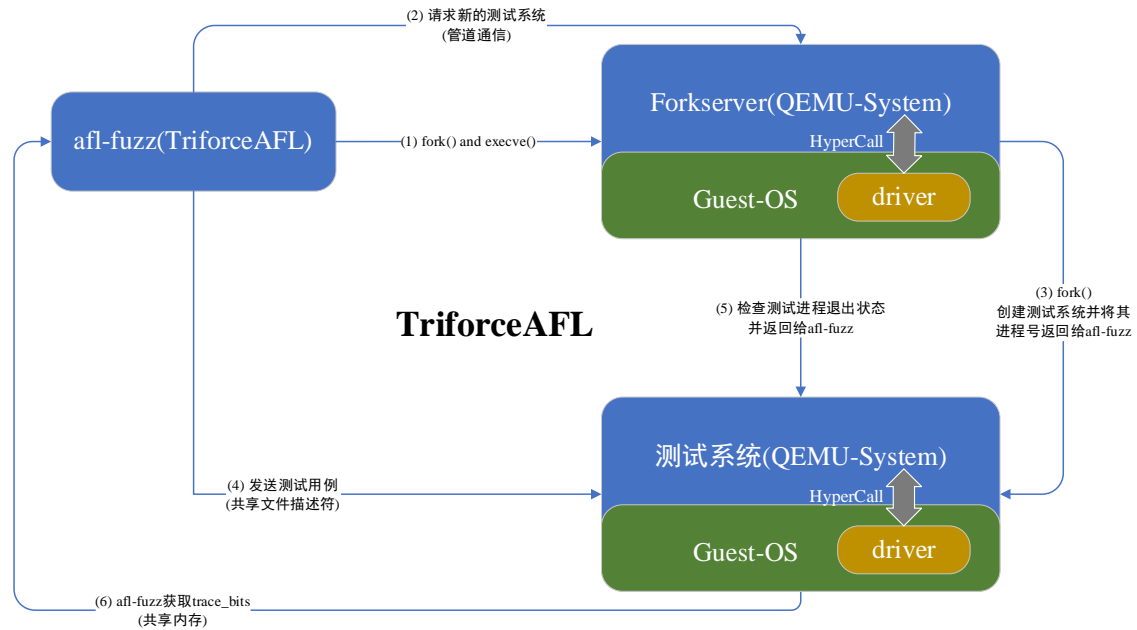 (2) 请求新的测试系统
(管道通信)
afl-fuzz(TriforceAFL)
(1) fork() and execve()
Forkserver(QEMU-System)
HyperCall
Guest-OS
driver
(3) fork()
创建测试系统并将其
进程号返回给afl-fuzz
(5) 检查测试进程退出状态
并返回给afl-fuzz
TriforceAFL
测试系统(QEMU-System)
HyperCall
Guest-OS
driver
(4) 发送测试用例
(共享文件描述符)
(6) afl-fuzz获取trace_bits
(共享内存)